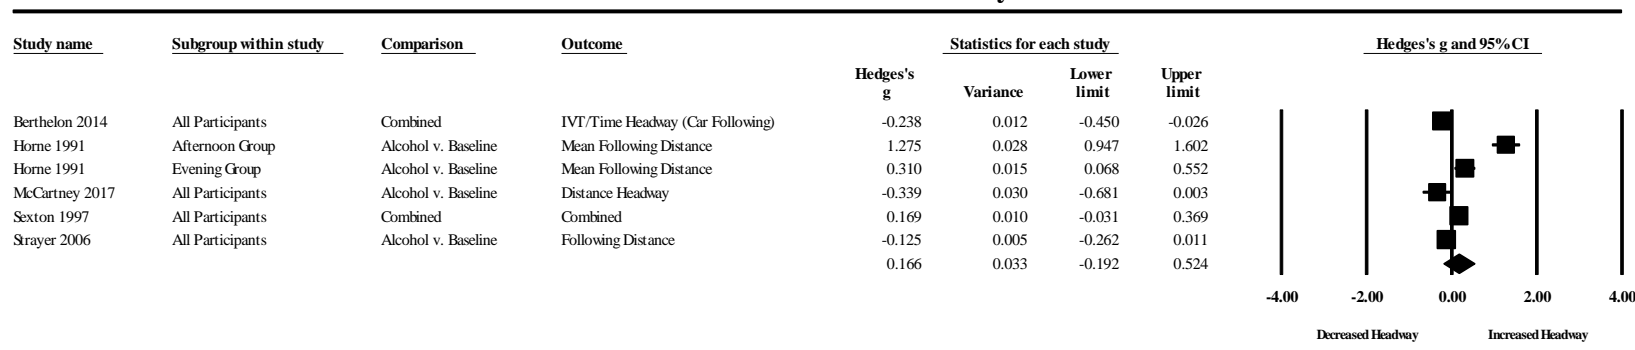 Study name Subgroup within study Comparison Outcome Statistics for each study Hedges's g and 95% CI
Hedges's g Variance Lower limit Upper limit
Berthelon 2014 All Participants Combined IVT/Time Headway (Car Following) -0.238 0.012 -0.450 -0.026
Horne 1991 Afternoon Group Alcohol v. Baseline Mean Following Distance 1.275 0.028 0.947 1.602
Horne 1991 Evening Group Alcohol v. Baseline Mean Following Distance 0.310 0.015 0.068 0.552
McCartney 2017 All Participants Alcohol v. Baseline Distance Headway -0.339 0.030 -0.681 0.003
Sexton 1997 All Participants Combined Combined 0.169 0.010 -0.031 0.369
Strayer 2006 All Participants Alcohol v. Baseline Following Distance -0.125 0.005 -0.262 0.011
0.166 0.033 -0.192 0.524
-4.00 -2.00 0.00 2.00 4.00
Decreased Headway Increased Headway